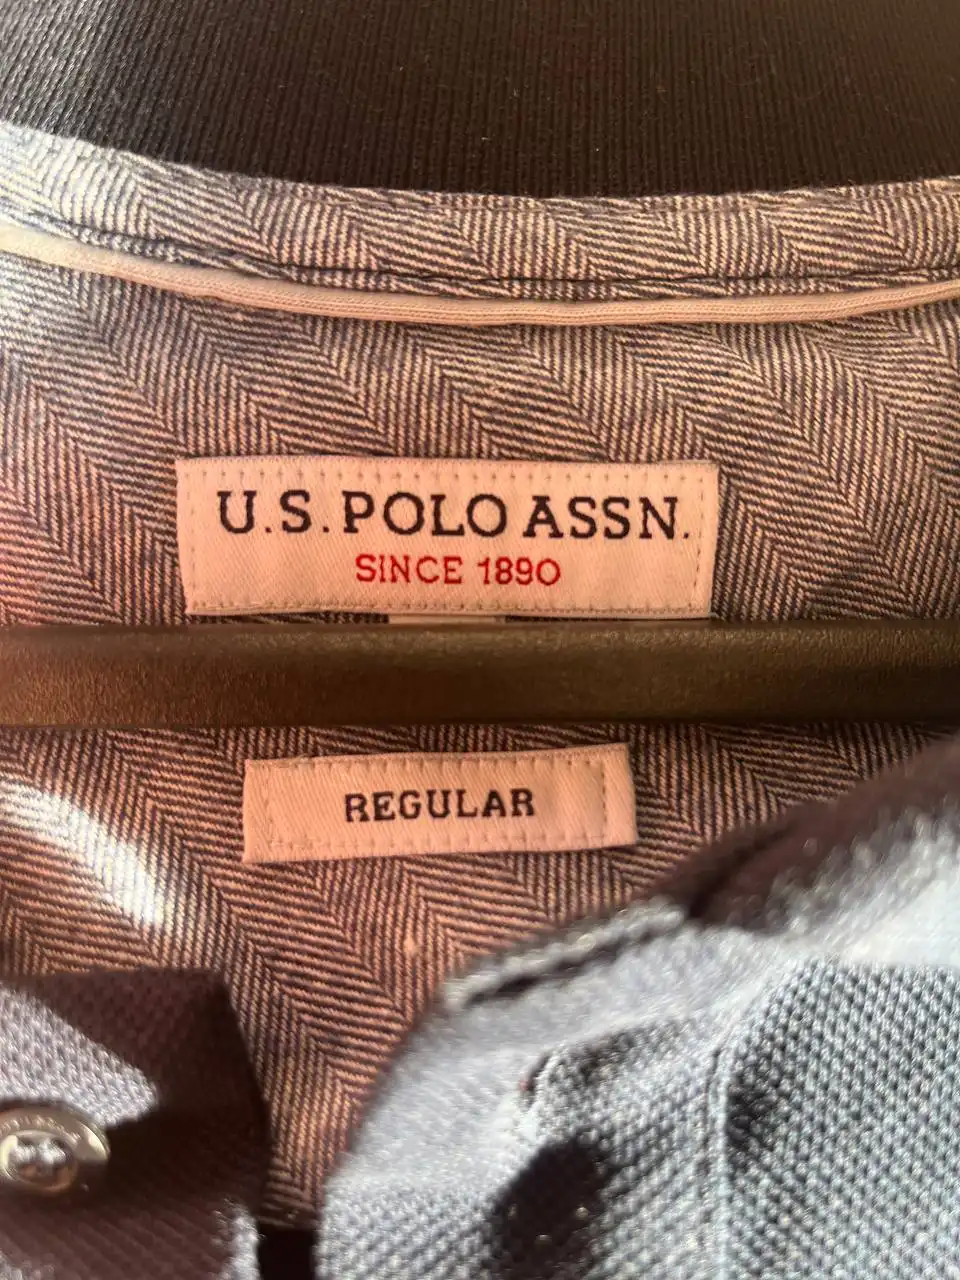 U.S. POLO ASSN.
SINCE 1890
REGULAR